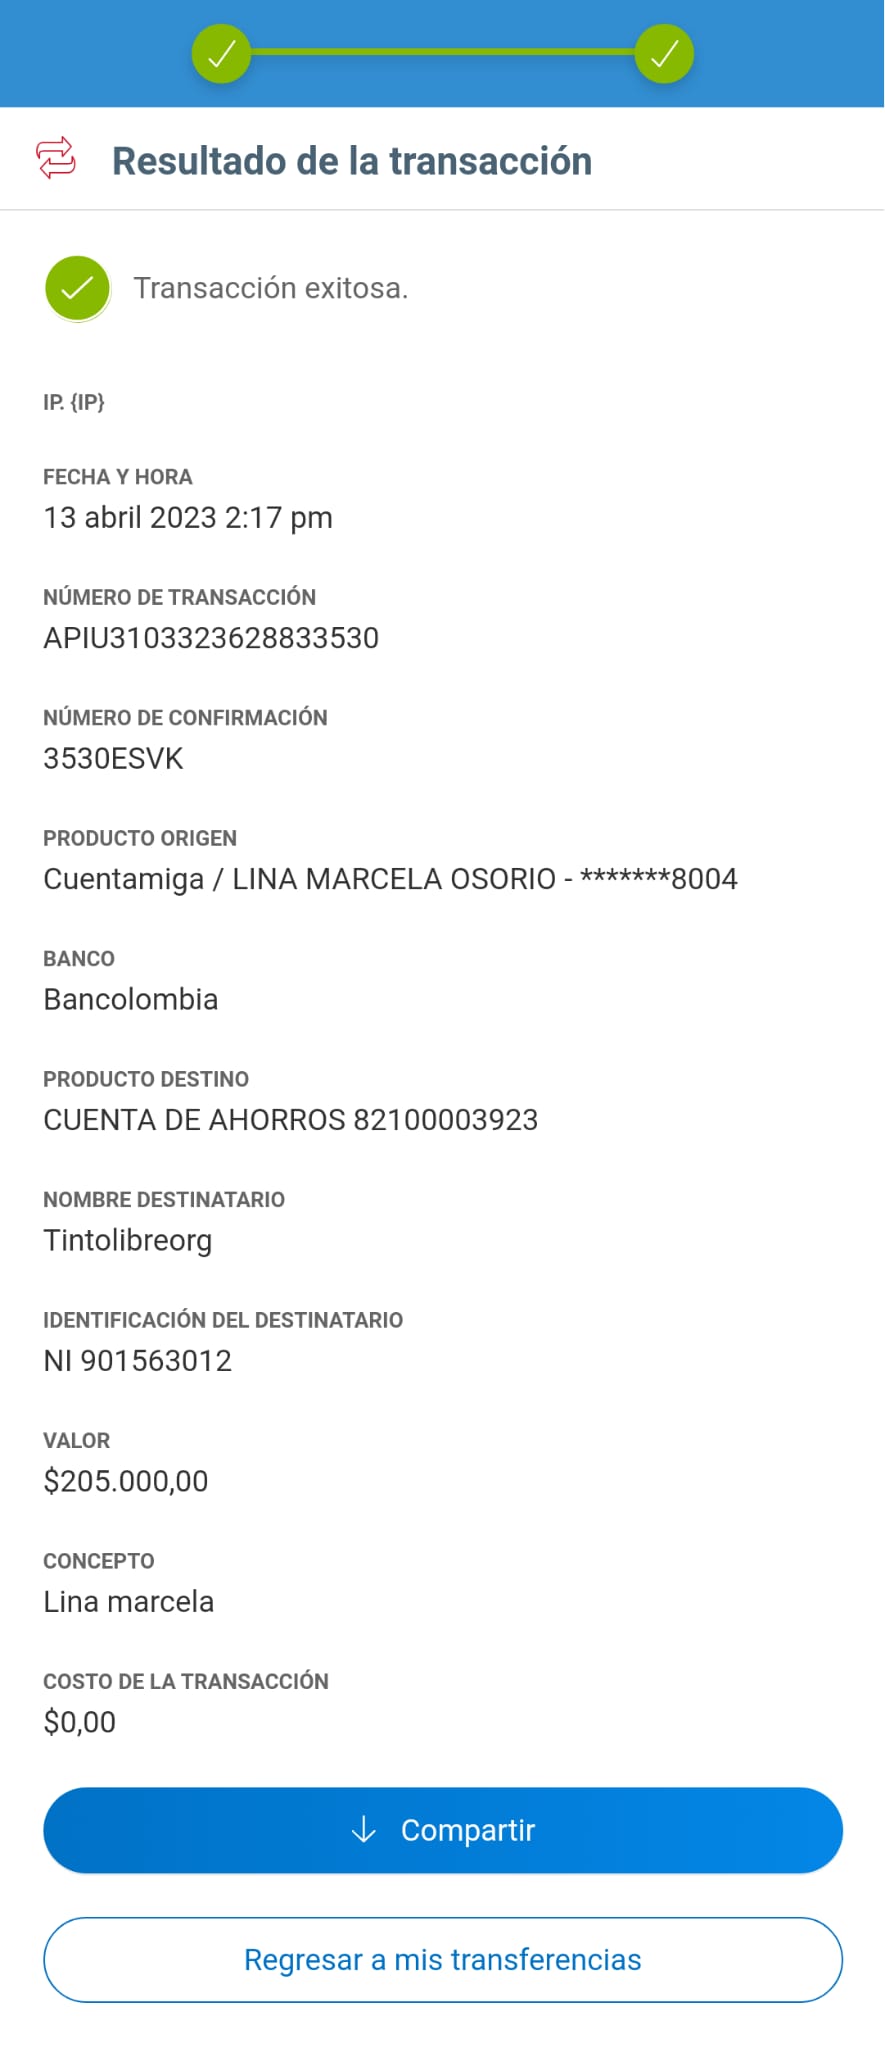 Resultado de la transacción
Transacción exitosa.
IP. {IP}
FECHA Y HORA
13 abril 2023 2:17 pm
NÚMERO DE TRANSACCIÓN
APIU3103323628833530
NÚMERO DE CONFIRMACIÓN
3530ESVK
PRODUCTO ORIGEN
Cuentamiga / LINA MARCELA OSORIO - *******8004
BANCO
Bancolombia
PRODUCTO DESTINO
CUENTA DE AHORROS 82100003923
NOMBRE DESTINATARIO
Tintolibreorg
IDENTIFICACIÓN DEL DESTINATARIO
NI 901563012
VALOR
$205.000,00
CONCEPTO
Lina marcela
COSTO DE LA TRANSACCIÓN
$0,00
Compartir
Regresar a mis transferencias